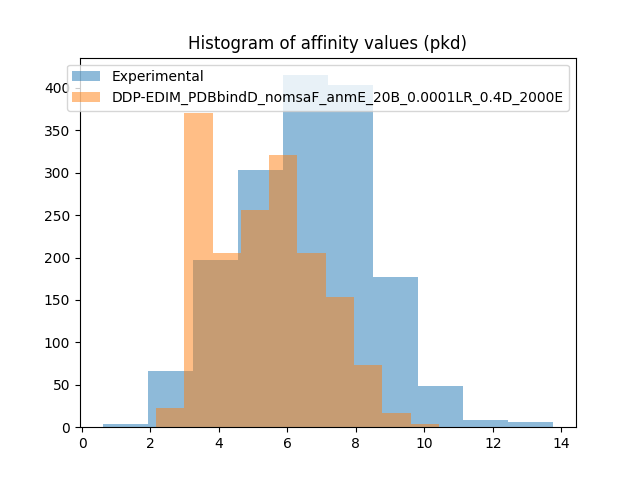 Histogram of affinity values (pkd)
Experimental
DDP-EDIM_PDBbindD_nomsaF_anmE_20B_0.0001LR_0.4D_2000E
400
350
300
250
200
150
100
50
0
0 2 4 6 8 10 12 14